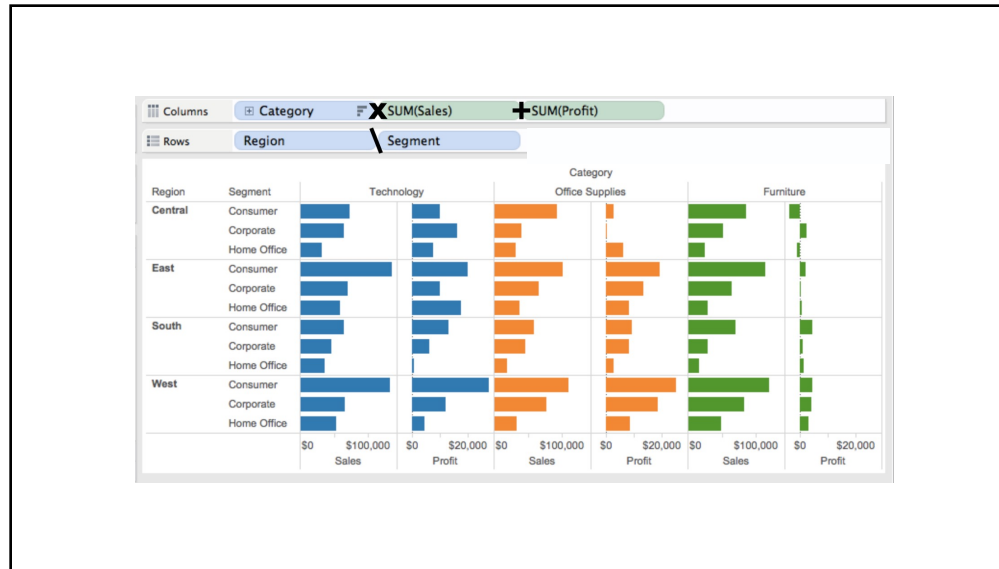 Columns Category x SUM(Sales) + SUM(Profit)
Rows Region \ Segment
Category
Region Segment Technology Office Supplies Furniture
Central Consumer
Corporate
Home Office
East Consumer
Corporate
Home Office
South Consumer
Corporate
Home Office
West Consumer
Corporate
Home Office
$0 $100,000 $0 $20,000 $0 $100,000 $0 $20,000 $0 $100,000 $0 $20,000
Sales Profit Sales Profit Sales Profit